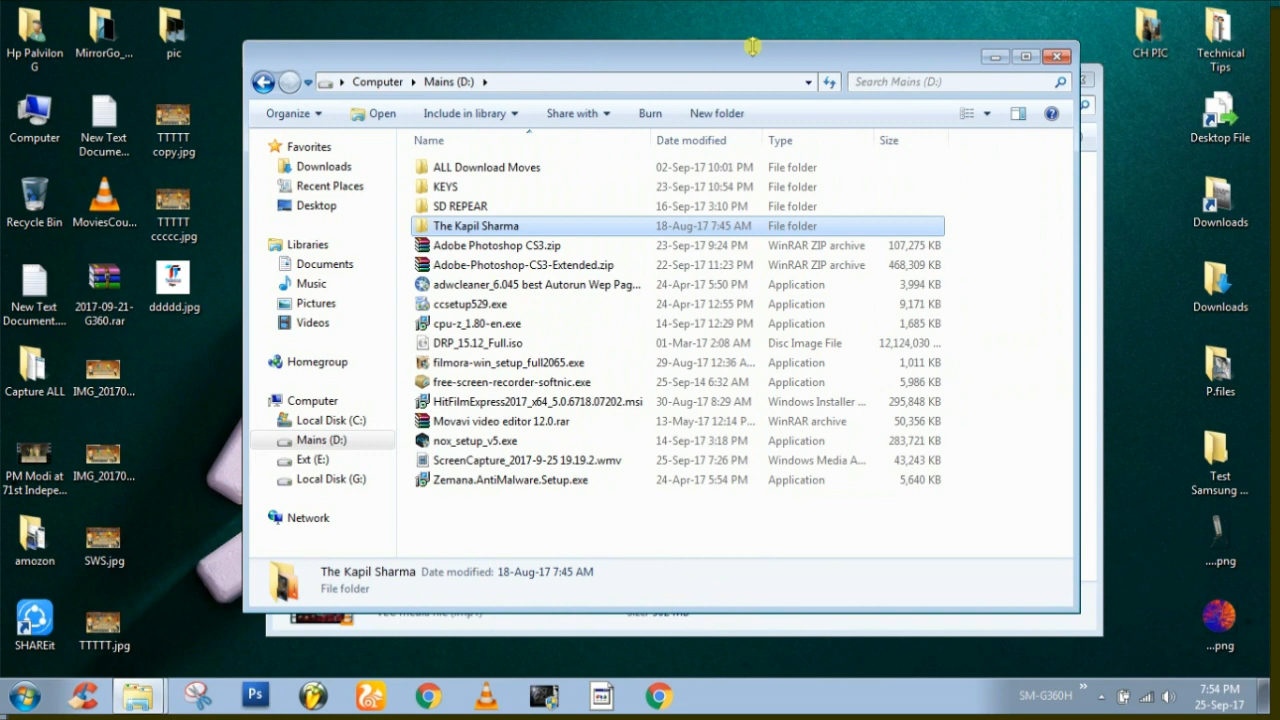 Hp Palvilon
G
MirrorGo_...
pic
CH PIC
Technical
Tips
Computer
New Text
Docume...
TTTTT
copy.jpg
Desktop File
Recycle Bin
MoviesCou...
TTTTT
ccccc.jpg
Downloads
New Text
Document....
2017-09-21-
G360.rar
ddddd.jpg
Downloads
Capture ALL
IMG_20170...
P.files
PM Modi at
71st Indepe...
IMG_20170...
Test
Samsung ...
amozon
SWS.jpg
....png
SHAREit
TTTTT.jpg
...png
Computer Mains (D:)
Search Mains (D:)
Organize Open Include in library Share with Burn New folder
Favorites
Downloads
Recent Places
Desktop
Libraries
Documents
Music
Pictures
Videos
Homegroup
Computer
Local Disk (C:)
Mains (D:)
Ext (E:)
Local Disk (G:)
Network
Name Date modified Type Size
ALL Download Moves 02-Sep-17 10:01 PM File folder
KEYS 23-Sep-17 10:54 PM File folder
SD REPEAR 16-Sep-17 3:10 PM File folder
The Kapil Sharma 18-Aug-17 7:45 AM File folder
Adobe Photoshop CS3.zip 23-Sep-17 9:24 PM WinRAR ZIP archive 107,275 KB
Adobe-Photoshop-CS3-Extended.zip 22-Sep-17 11:23 PM WinRAR ZIP archive 468,309 KB
adwcleaner_6.045 best Autorun Wep Pag... 24-Apr-17 5:50 PM Application 3,994 KB
ccsetup529.exe 24-Apr-17 12:55 PM Application 9,171 KB
cpu-z_1.80-en.exe 14-Sep-17 12:29 PM Application 1,685 KB
DRP_15.12_Full.iso 01-Mar-17 2:08 AM Disc Image File 12,124,030 ...
filmora-win_setup_full2065.exe 29-Aug-17 12:36 A... Application 1,011 KB
free-screen-recorder-softnic.exe 25-Sep-14 6:32 AM Application 5,986 KB
HitFilmExpress2017_x64_5.0.6718.07202.msi 30-Aug-17 8:29 AM Windows Installer ... 295,848 KB
Movavi video editor 12.0.rar 13-May-17 12:14 P... WinRAR archive 50,356 KB
nox_setup_v5.exe 14-Sep-17 3:18 PM Application 283,721 KB
ScreenCapture_2017-9-25 19.19.2.wmv 25-Sep-17 7:26 PM Windows Media A... 43,243 KB
Zemana.AntiMalware.Setup.exe 24-Apr-17 5:54 PM Application 5,640 KB
The Kapil Sharma Date modified: 18-Aug-17 7:45 AM
File folder
Ps
SM-G360H
7:54 PM
25-Sep-17